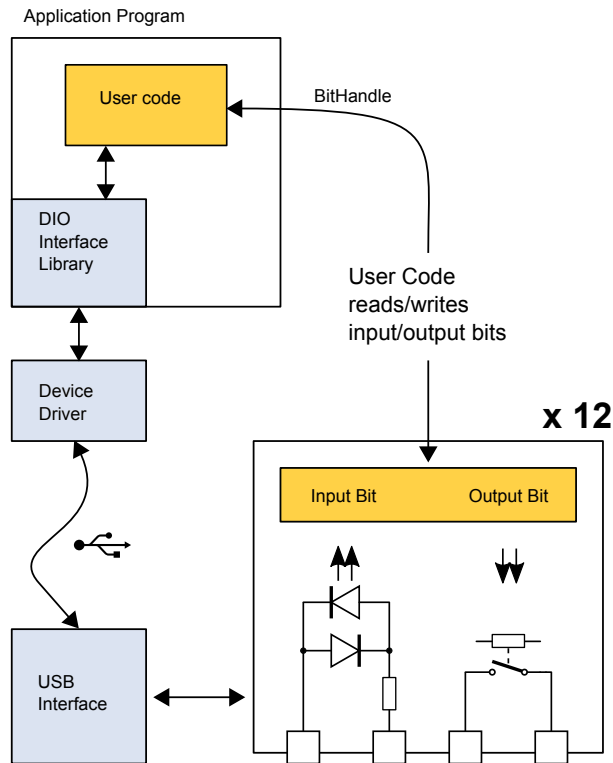 Application Program
User code
BitHandle
DIO
Interface
Library
User Code
reads/writes
input/output bits
Device
Driver
x 12
Input Bit
Output Bit
USB
Interface